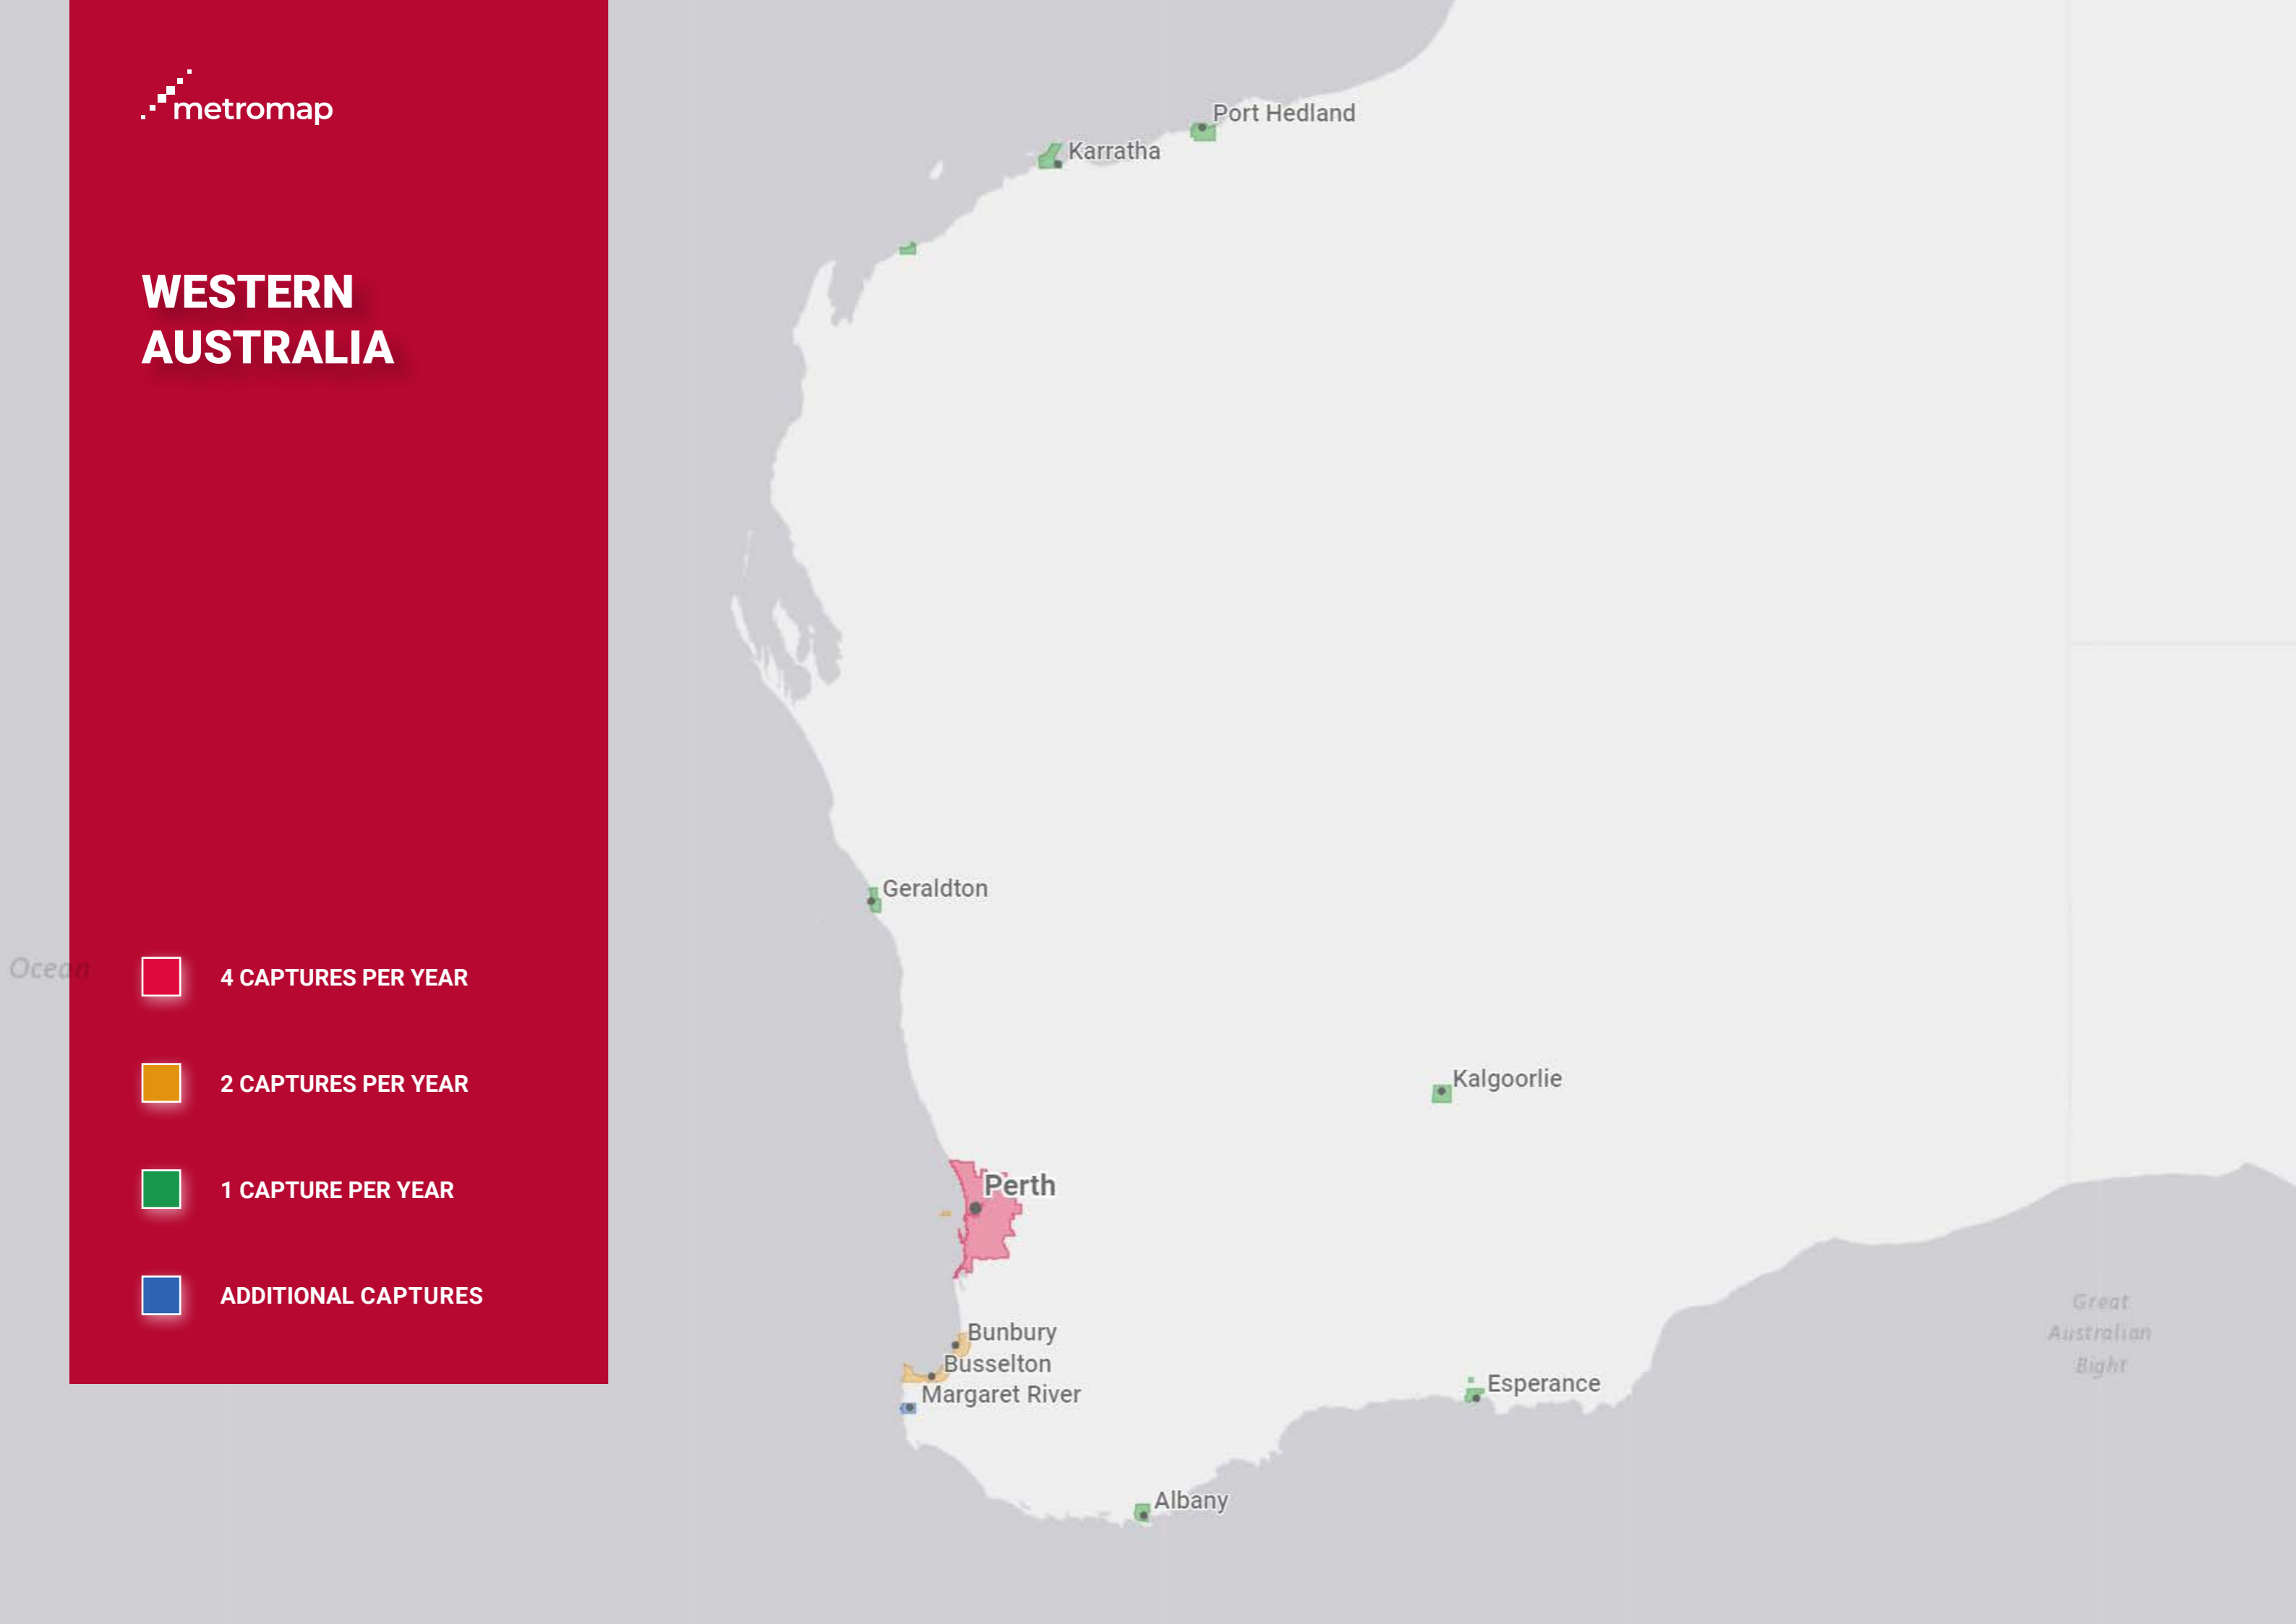 metromap
WESTERN
AUSTRALIA
Ocean
4 CAPTURES PER YEAR
2 CAPTURES PER YEAR
1 CAPTURE PER YEAR
ADDITIONAL CAPTURES
Port Hedland
Karratha
Geraldton
Kalgoorlie
Perth
Bunbury
Busselton
Margaret River
Esperance
Albany
Great
Australian
Bight